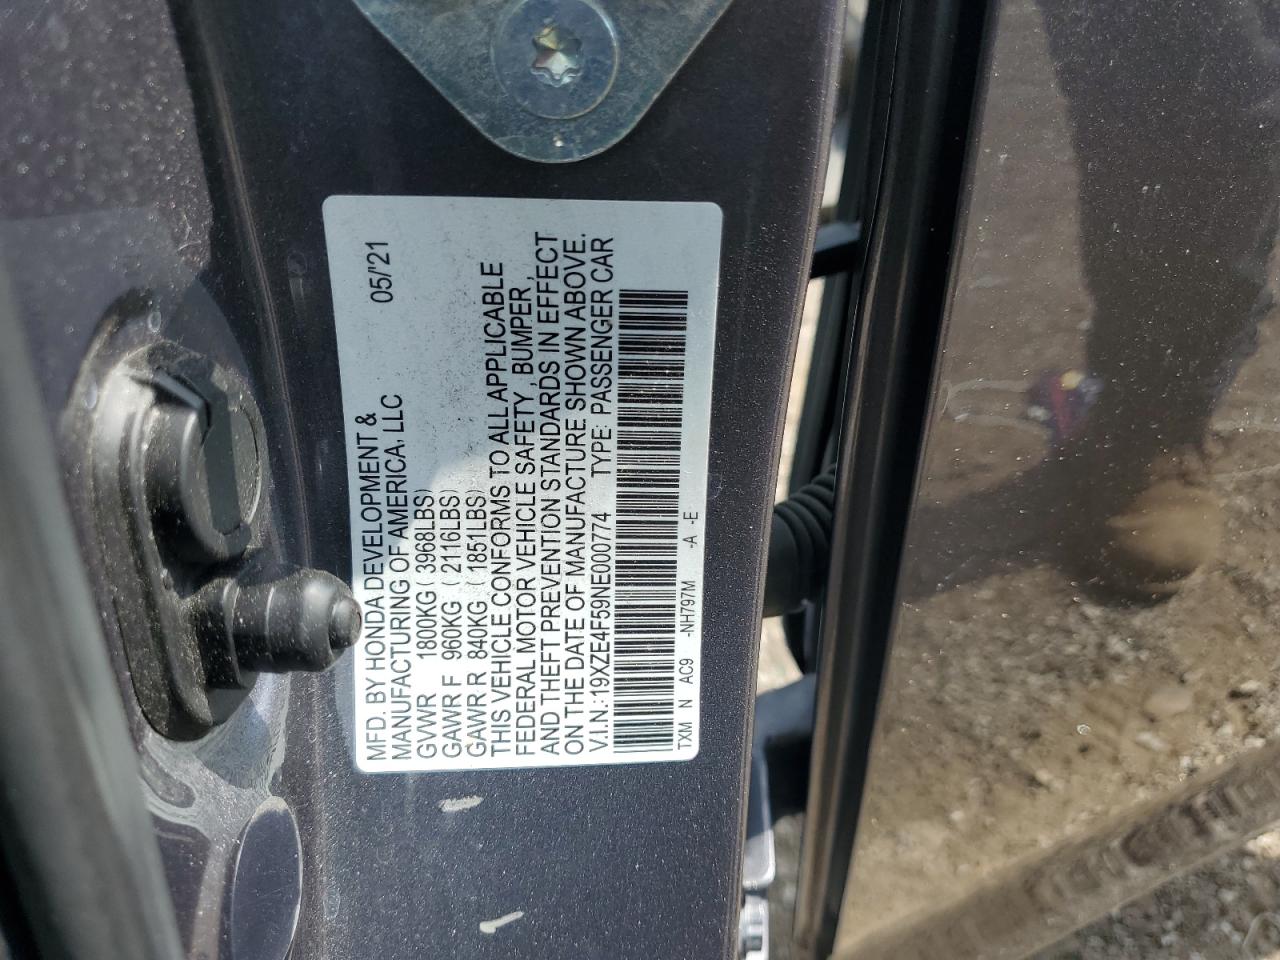 MFD. BY HONDA DEVELOPMENT &
MANUFACTURING OF AMERICA, LLC 05/'21
GVWR 1800KG ( 3968LBS)
GAWR F 960KG ( 2116LBS)
GAWR R 840KG ( 1851LBS)
THIS VEHICLE CONFORMS TO ALL APPLICABLE
FEDERAL MOTOR VEHICLE SAFETY, BUMPER,
AND THEFT PREVENTION STANDARDS IN EFFECT
ON THE DATE OF MANUFACTURE SHOWN ABOVE.
V.I.N.:19XZE4F59NE000774 TYPE: PASSENGER CAR
TXM N AC9 -NH797M -A -E